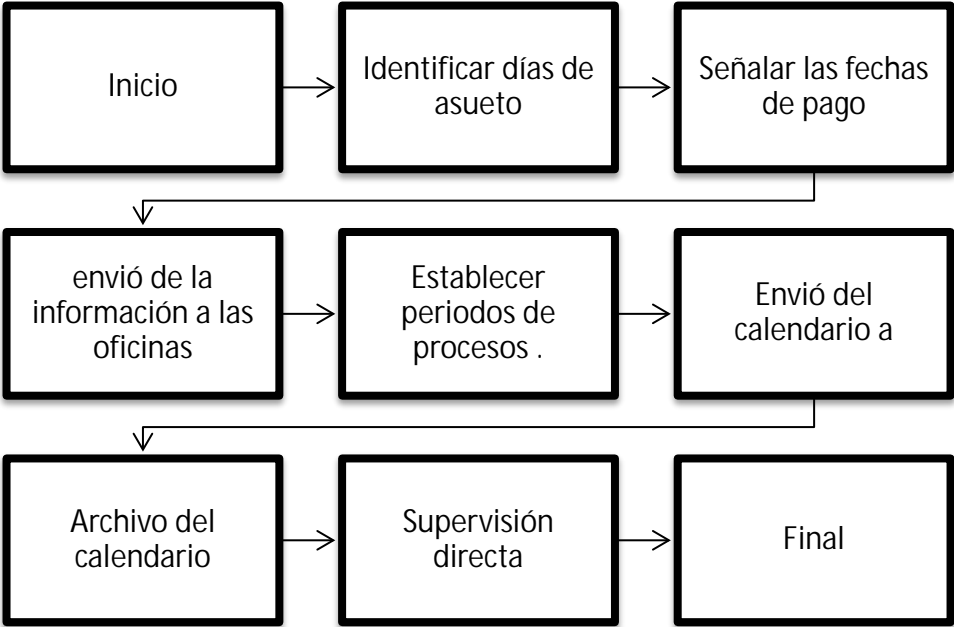 Inicio
Identificar días de
asueto
Señalar las fechas
de pago
envió de la
información a las
oficinas
Establecer
periodos de
procesos .
Envió del
calendario a
Archivo del
calendario
Supervisión
directa
Final